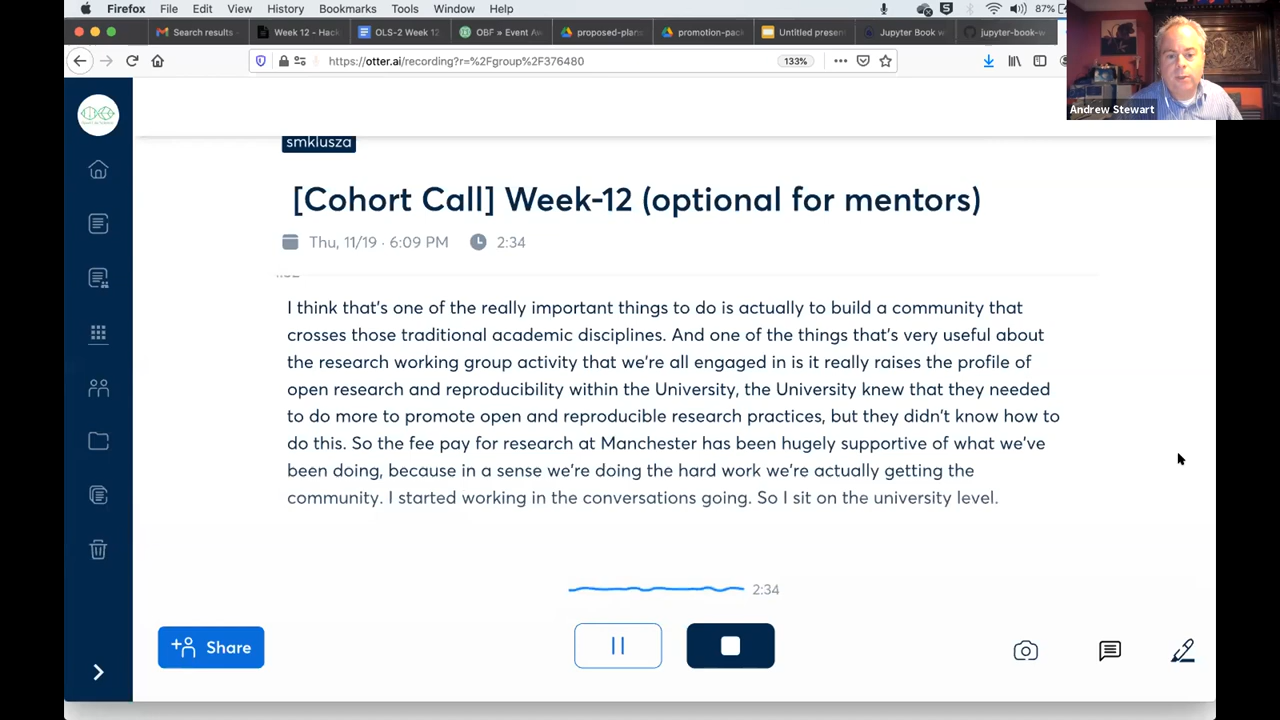 Firefox File Edit View History Bookmarks Tools Window Help 87%
Search results - Week 12 - Hack OLS-2 Week 12 OBF » Event Aw proposed-plans promotion-pack Untitled present Jupyter Book w jupyter-book-w
https://otter.ai/recording?r=%2Fgroup%2F376480 133%
Andrew Stewart
smklusza
[Cohort Call] Week-12 (optional for mentors)
Thu, 11/19 · 6:09 PM 2:34
I think that's one of the really important things to do is actually to build a community that
crosses those traditional academic disciplines. And one of the things that's very useful about
the research working group activity that we're all engaged in is it really raises the profile of
open research and reproducibility within the University, the University knew that they needed
to do more to promote open and reproducible research practices, but they didn't know how to
do this. So the fee pay for research at Manchester has been hugely supportive of what we've
been doing, because in a sense we're doing the hard work we're actually getting the
community. I started working in the conversations going. So I sit on the university level.
2:34
Share